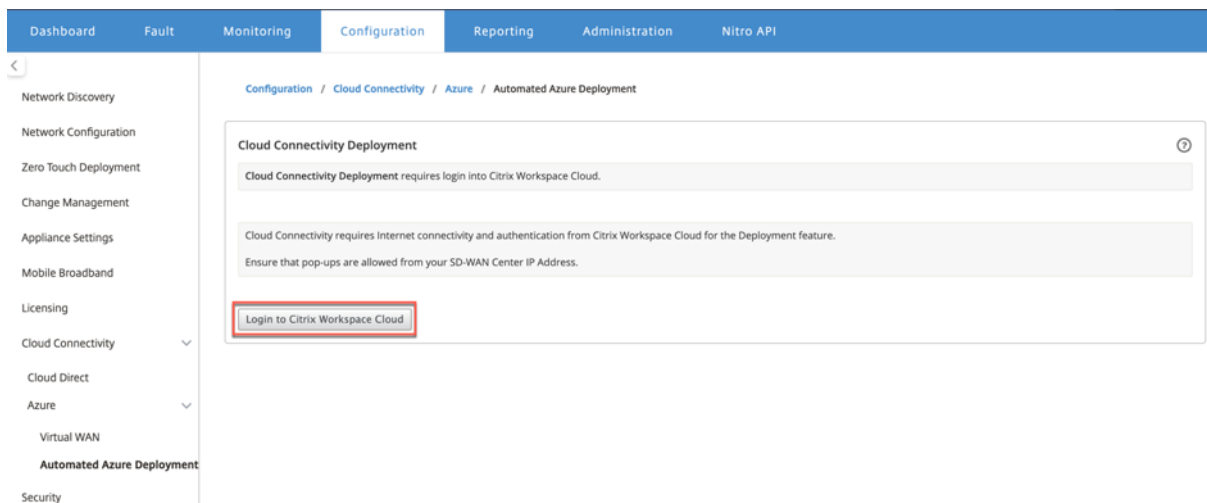 Dashboard Fault Monitoring Configuration Reporting Administration Nitro API
Network Discovery
Network Configuration
Zero Touch Deployment
Change Management
Appliance Settings
Mobile Broadband
Licensing
Cloud Connectivity
Cloud Direct
Azure
Virtual WAN
Automated Azure Deployment
Security
Configuration / Cloud Connectivity / Azure / Automated Azure Deployment
Cloud Connectivity Deployment
Cloud Connectivity Deployment requires login into Citrix Workspace Cloud.
Cloud Connectivity requires Internet connectivity and authentication from Citrix Workspace Cloud for the Deployment feature.
Ensure that pop-ups are allowed from your SD-WAN Center IP Address.
Login to Citrix Workspace Cloud